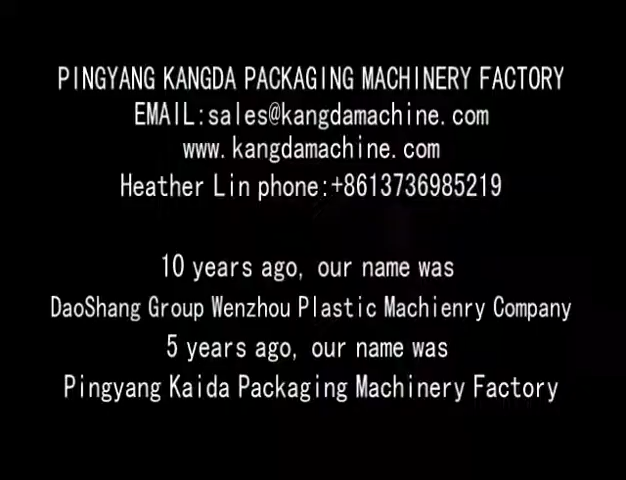 PINGYANG KANGDA PACKAGING MACHINERY FACTORY
EMAIL:sales@kangdamachine.com
www.kangdamachine.com
Heather Lin phone:+8613736985219
10 years ago, our name was
DaoShang Group Wenzhou Plastic Machienry Company
5 years ago, our name was
Pingyang Kaida Packaging Machinery Factory